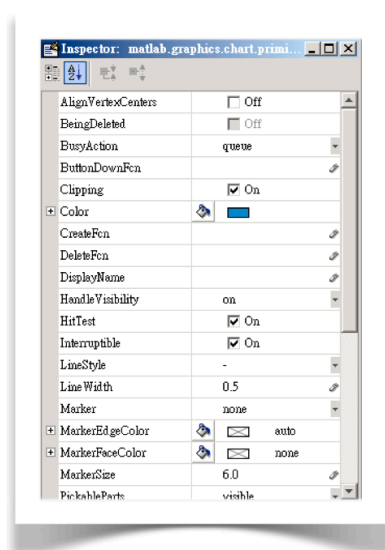 Inspector: matlab.graphics.chart.primi...
AlignVertexCenters Off
BeingDeleted Off
BusyAction queue
ButtonDownFcn
Clipping On
Color
CreateFcn
DeleteFcn
DisplayName
HandleVisibility on
HitTest On
Interruptible On
LineStyle -
LineWidth 0.5
Marker none
MarkerEdgeColor auto
MarkerFaceColor none
MarkerSize 6.0
PickableParts visible